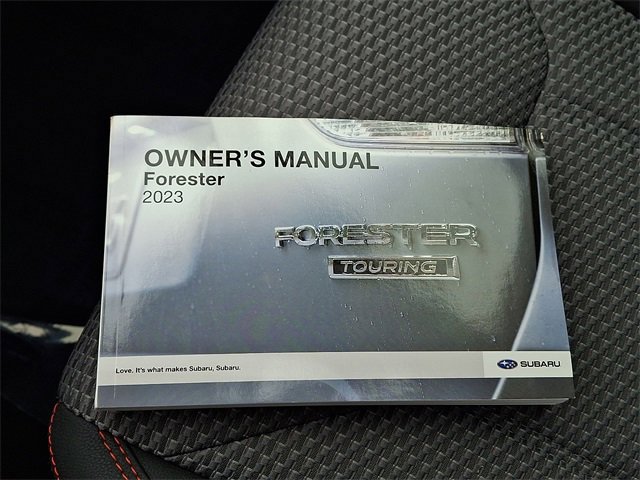 OWNER'S MANUAL
Forester
2023
FORESTER
TOURING
Love. It's what makes Subaru, Subaru.
SUBARU